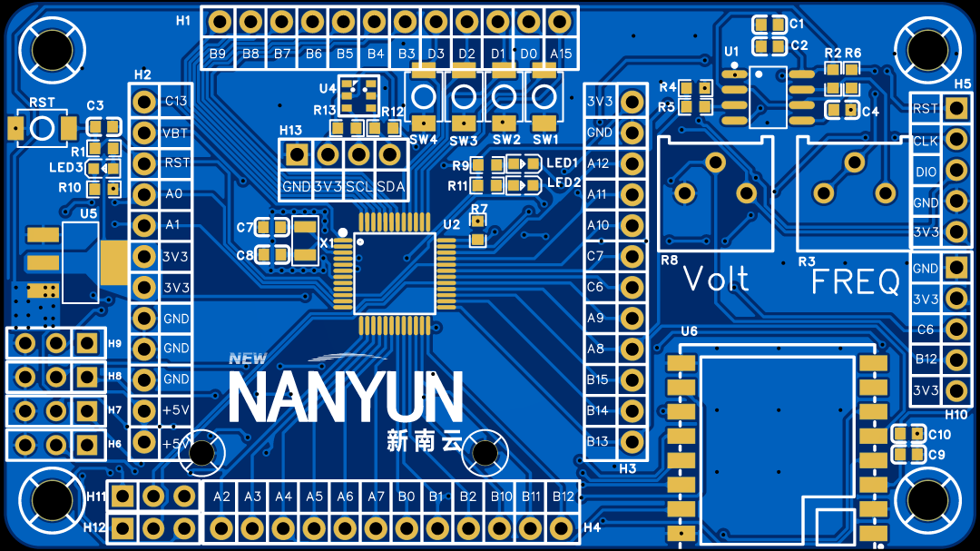 H1
B9 B8 B7 B6 B5 B4 B3 D3 D2 D1 D0 A15
C1
C2
U1
R2 R6
R4
R5
C4
H5
RST
CLK
DIO
GND
3V3
H2
C13
VBT
RST
A0
A1
3V3
3V3
GND
GND
GND
+5V
+5V
RST
C3
R1
LED3
R10
U5
U4
R13
R12
SW4 SW3 SW2 SW1
H13
GND 3V3 SCL SDA
R9
LED1
R11
LED2
R7
U2
C7
C8
X1
3V3
GND
A12
A11
A10
C7
C6
A9
A8
B15
B14
B13
H3
R8
Volt
R3
FREQ
GND
3V3
C6
B12
3V3
H10
U6
C10
C9
H9
H8
H7
H6
NEW
NANYUN
新南云
H11
H12
A2 A3 A4 A5 A6 A7 B0 B1 B2 B10 B11 B12
H4